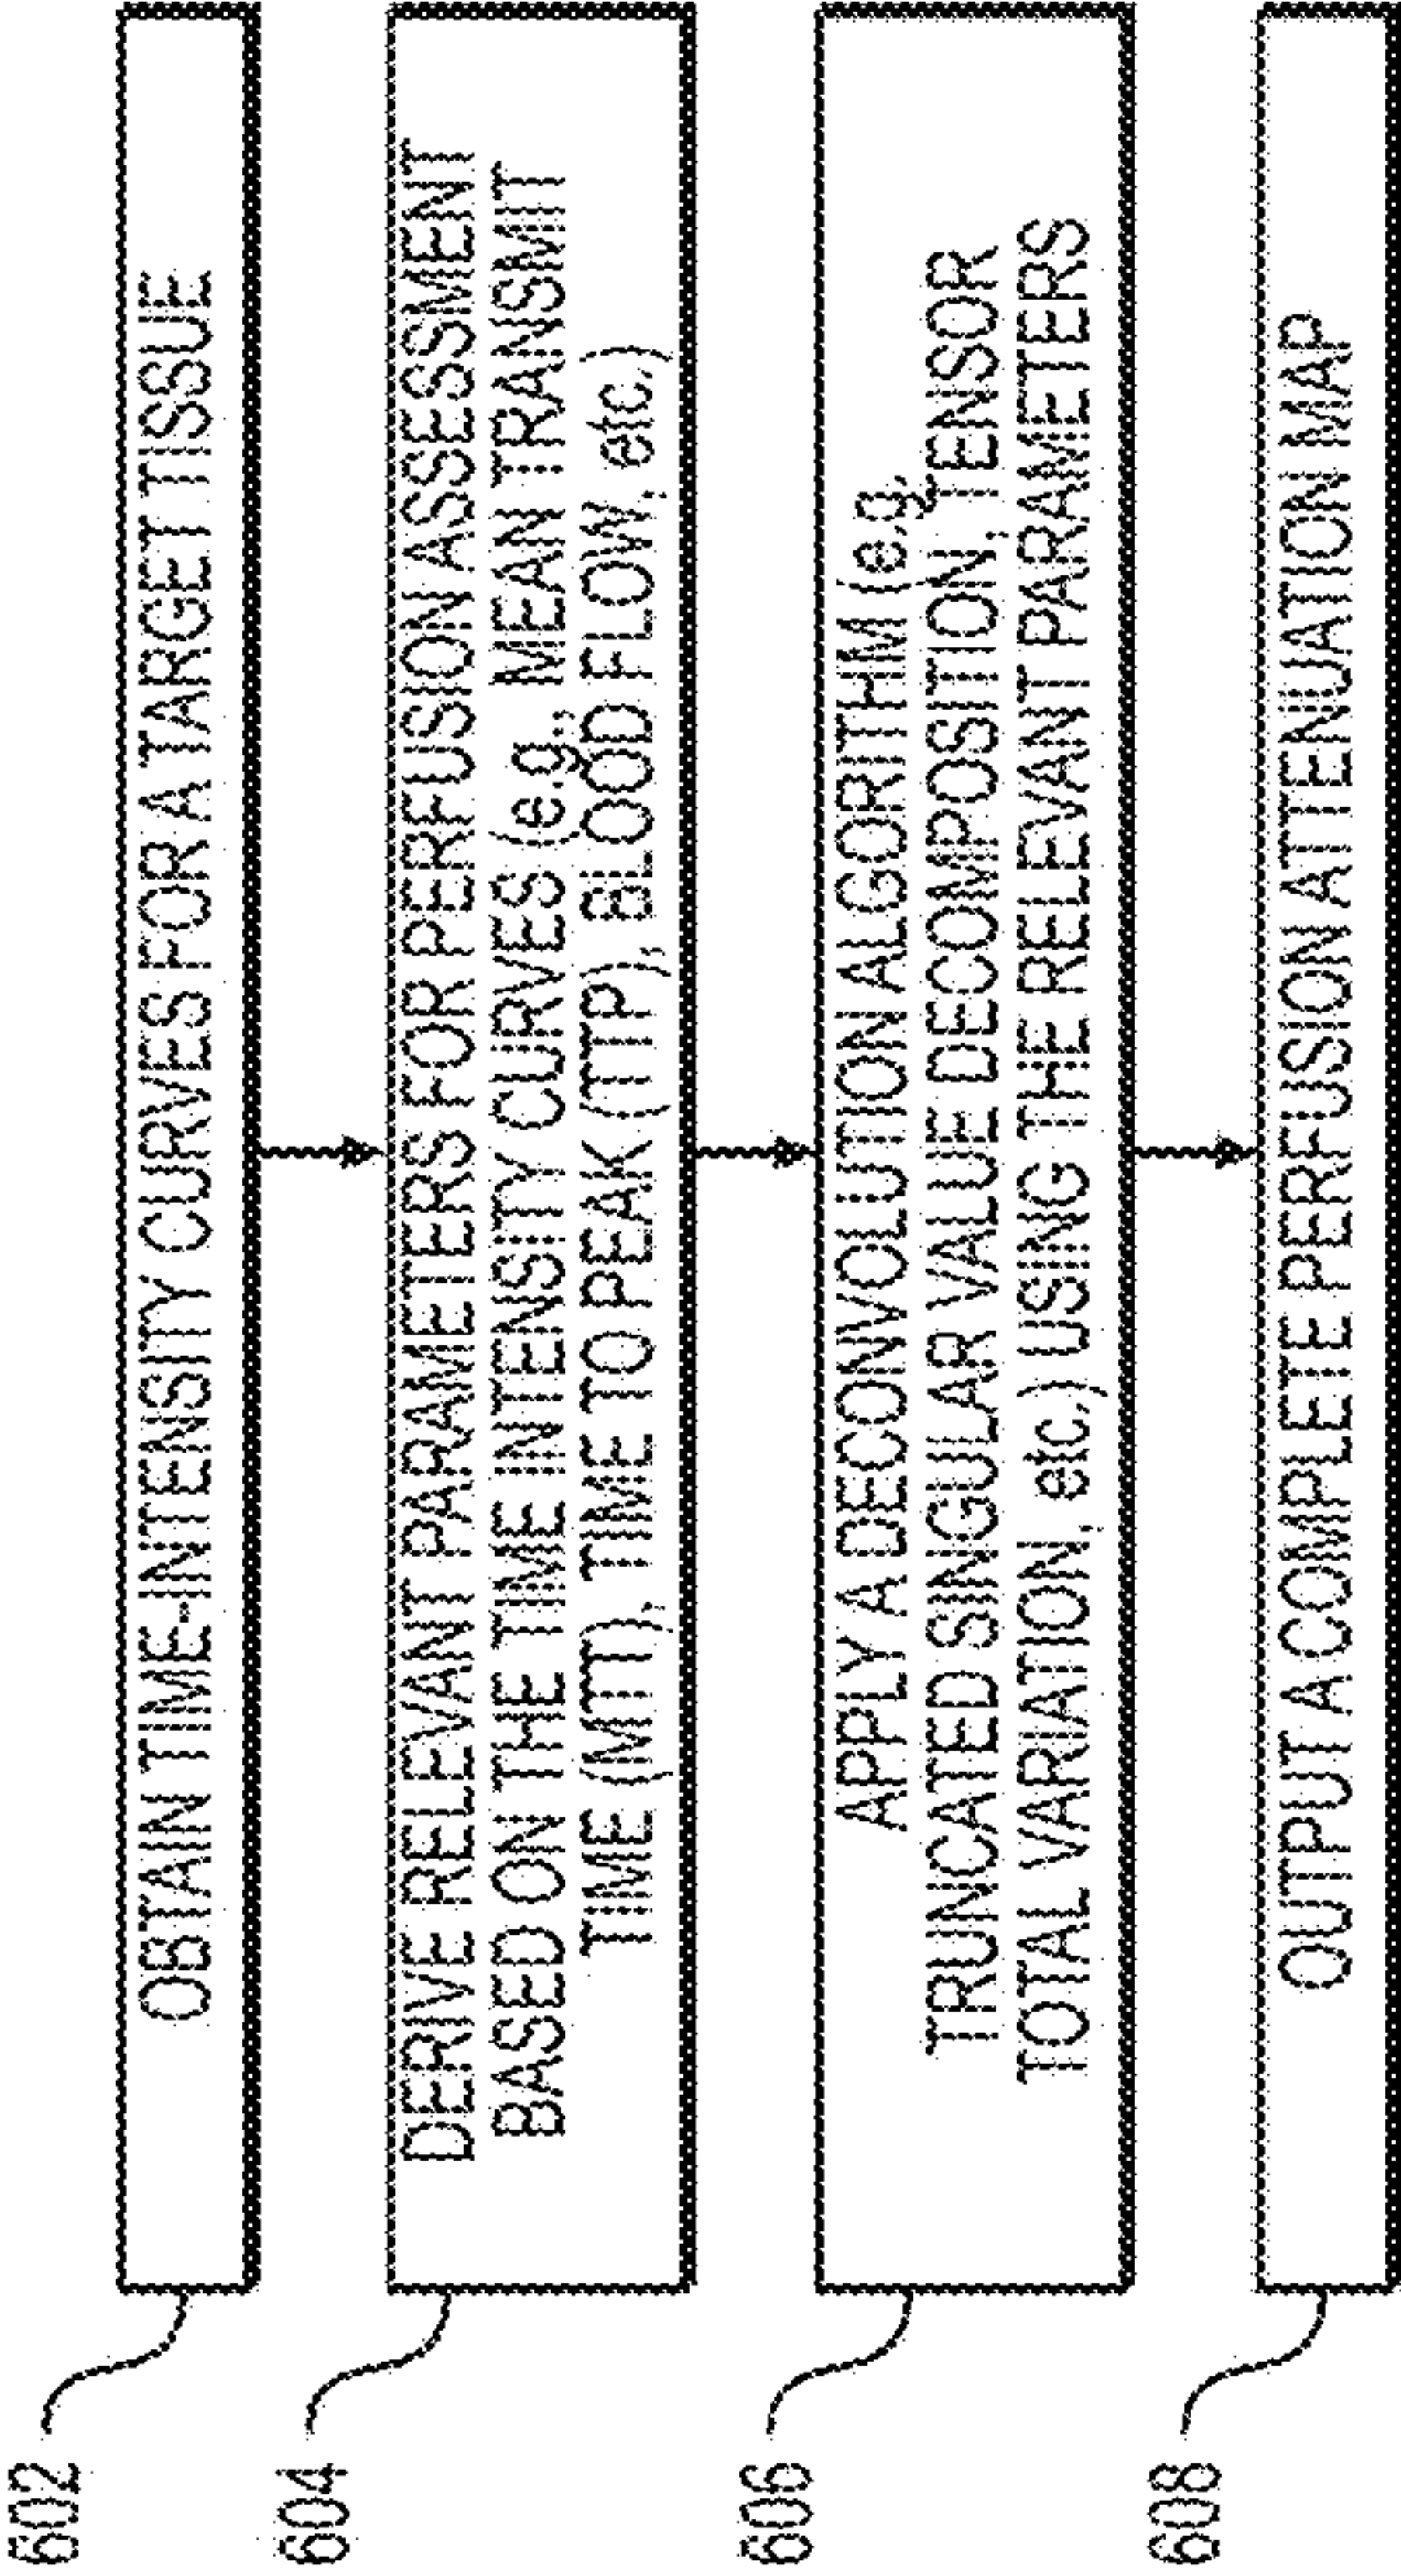 602
OBTAIN TIME-INTENSITY CURVES FOR A TARGET TISSUE
604
DERIVE RELEVANT PARAMETERS FOR PERFUSION ASSESSMENT
BASED ON THE TIME INTENSITY CURVES (e.g., MEAN TRANSMIT
TIME (MTT), TIME TO PEAK (TTP), BLOOD FLOW, etc.)
606
APPLY A DECONVOLUTION ALGORITHM (e.g.
TRUNCATED SINGULAR VALUE DECOMPOSITION, TENSOR
TOTAL VARIATION, etc.) USING THE RELEVANT PARAMETERS
608
OUTPUT A COMPLETE PERFUSION ATTENUATION MAP